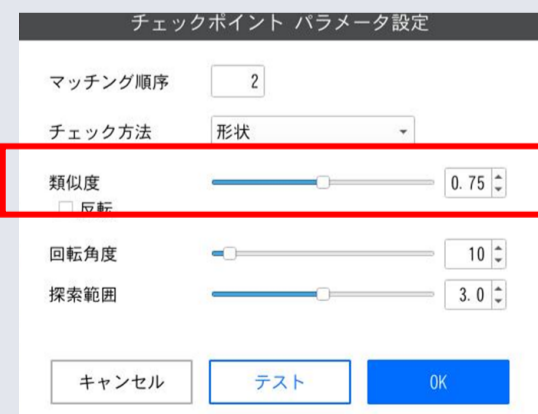 チェックポイント パラメータ設定
マッチング順序 2
チェック方法 形状
類似度 0.75
反転
回転角度 10
探索範囲 3.0
キャンセル テスト OK